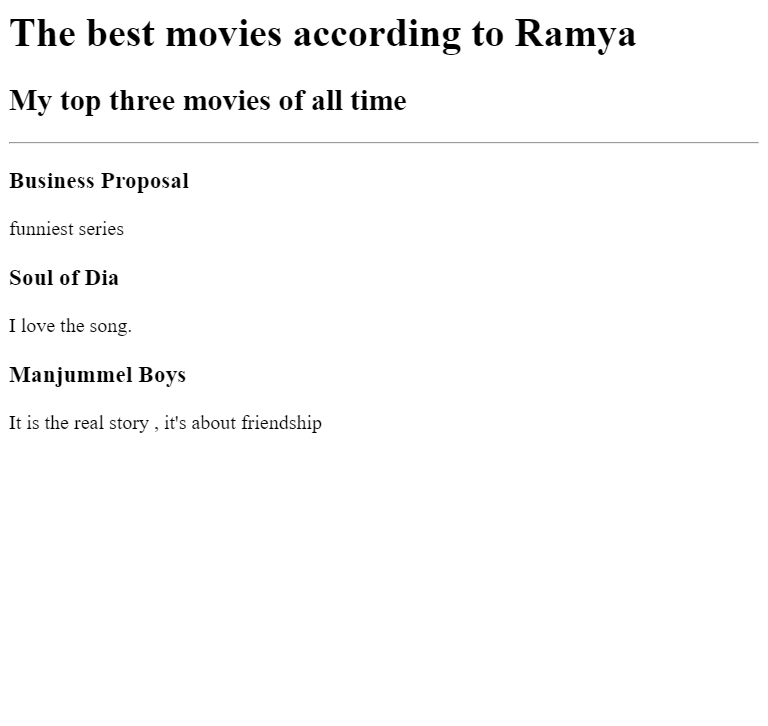 The best movies according to Ramya
My top three movies of all time
Business Proposal
funniest series
Soul of Dia
I love the song.
Manjummel Boys
It is the real story , it's about friendship